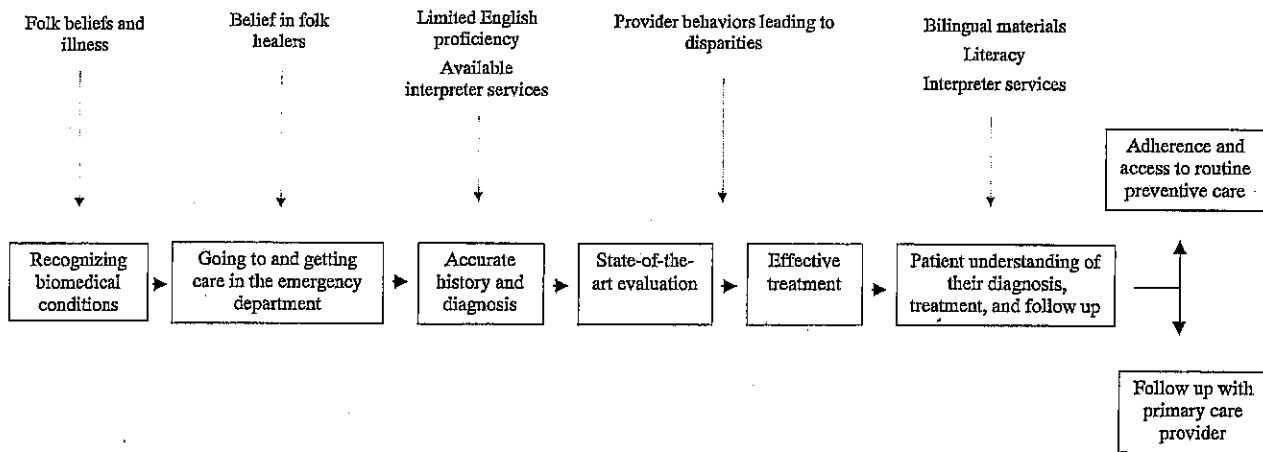 Folk beliefs and
illness
Belief in folk
healers
Limited English
proficiency
Available
interpreter services
Provider behaviors leading to
disparities
Bilingual materials
Literacy
Interpreter services
Adherence and
access to routine
preventive care
Recognizing
biomedical
conditions
Going to and getting
care in the emergency
department
Accurate
history and
diagnosis
State-of-the-
art evaluation
Effective
treatment
Patient understanding of
their diagnosis,
treatment, and follow up
Follow up with
primary care
provider